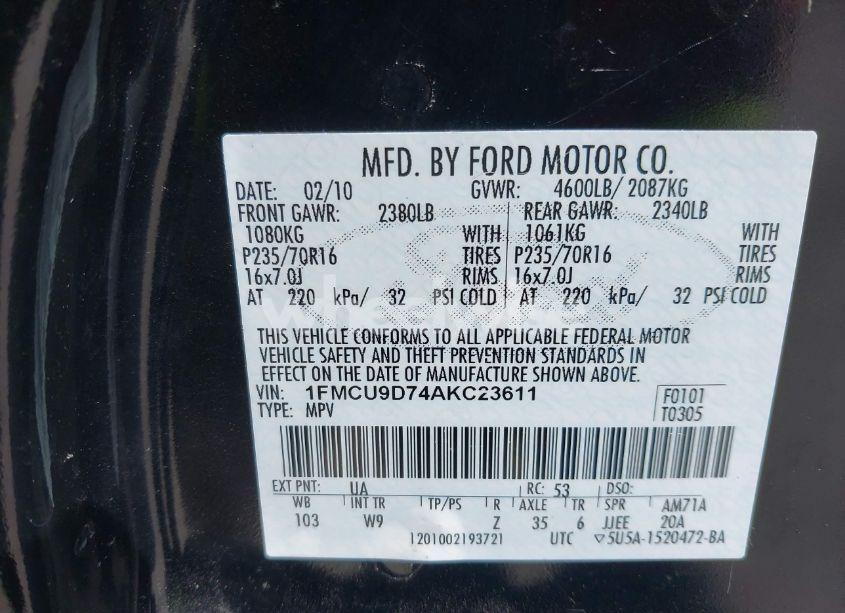 MFD. BY FORD MOTOR CO.
DATE: 02/10 GVWR: 4600LB/ 2087KG
FRONT GAWR: 2380LB REAR GAWR: 2340LB
1080KG WITH 1061KG WITH
P235/70R16 TIRES P235/70R16 TIRES
16x7.0J RIMS 16x7.0J RIMS
AT 220 kPa/ 32 PSI COLD AT 220 kPa/ 32 PSI COLD
THIS VEHICLE CONFORMS TO ALL APPLICABLE FEDERAL MOTOR
VEHICLE SAFETY AND THEFT PREVENTION STANDARDS IN
EFFECT ON THE DATE OF MANUFACTURE SHOWN ABOVE.
VIN: 1FMCU9D74AKC23611 F0101
TYPE: MPV T0305
EXT PNT: UA RC: 53 DSO:
WB INT TR TP/PS R AXLE TR SPR AM71A
103 W9 Z 35 6 JJEE 20A
1201002193721 UTC ▽5U5A-1520472-BA